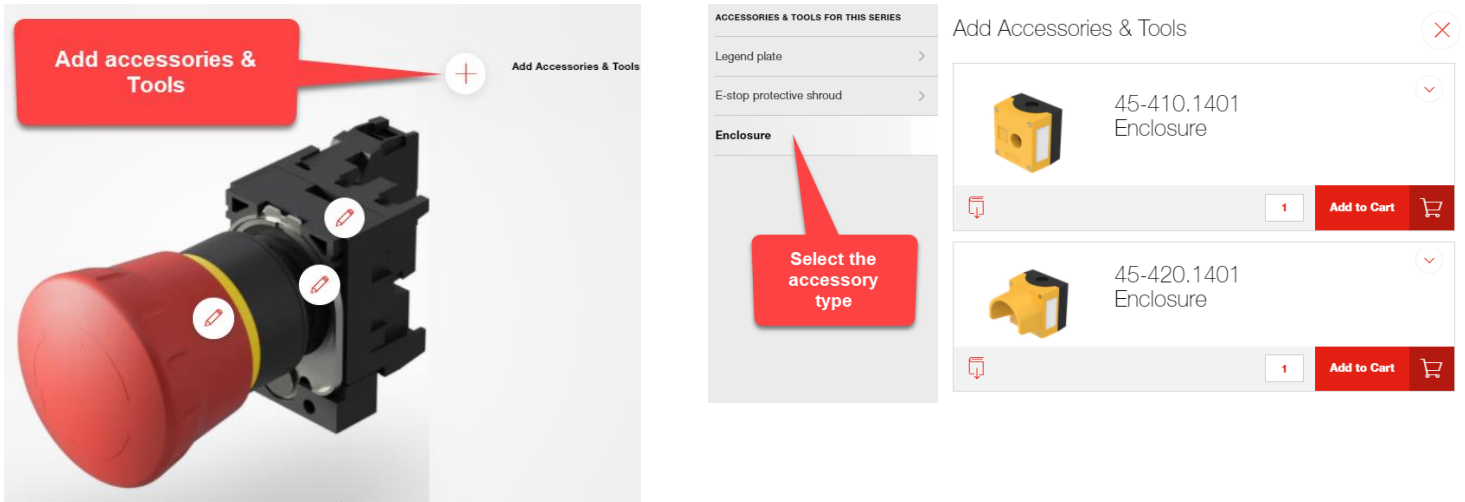 Add accessories &
Tools
Add Accessories & Tools
ACCESSORIES & TOOLS FOR THIS SERIES
Legend plate
E-stop protective shroud
Enclosure
Select the
accessory
type
Add Accessories & Tools
45-410.1401
Enclosure
1
Add to Cart
45-420.1401
Enclosure
1
Add to Cart